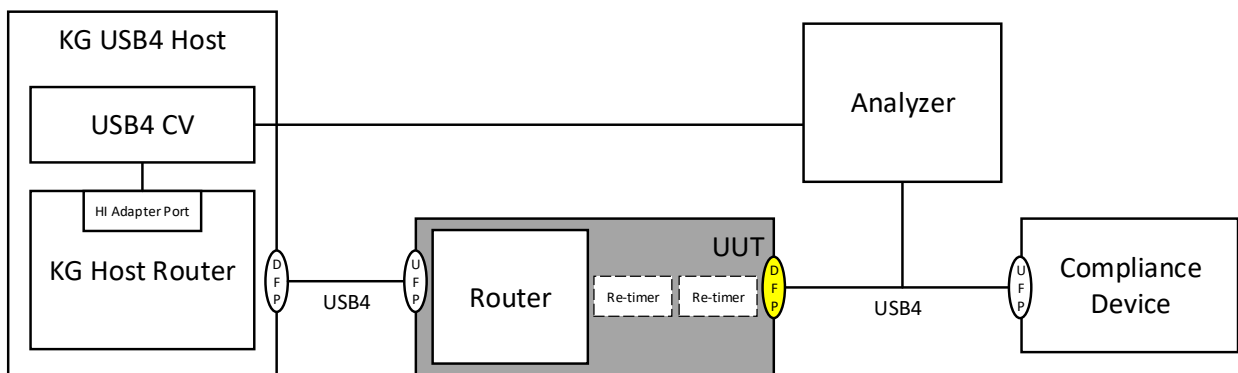 KG USB4 Host
USB4 CV
HI Adapter Port
KG Host Router
D
F
P
USB4
U
F
P
UUT
Router
Re-timer
Re-timer
D
F
P
Analyzer
USB4
U
F
P
Compliance
Device